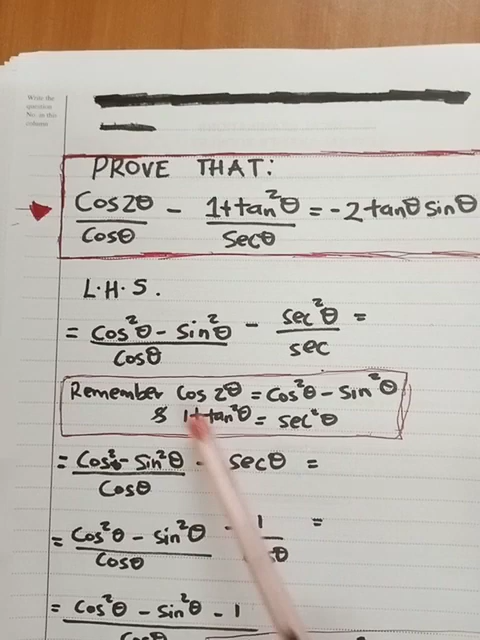 Write the
question
No. in this
column
PROVE THAT:
Cos2θ/Cosθ - 1+tan²θ/Secθ = -2tanθ sinθ
L.H.S.
= Cos²θ - Sin²θ/Cosθ - sec²θ/sec =
Remember Cos 2θ = Cos²θ - Sin²θ
& 1+tan²θ = sec²θ
= Cos²θ - Sin²θ/Cosθ - secθ =
= Cos²θ - Sin²θ/Cosθ - 1/ =
= Cos²θ - Sin²θ - 1